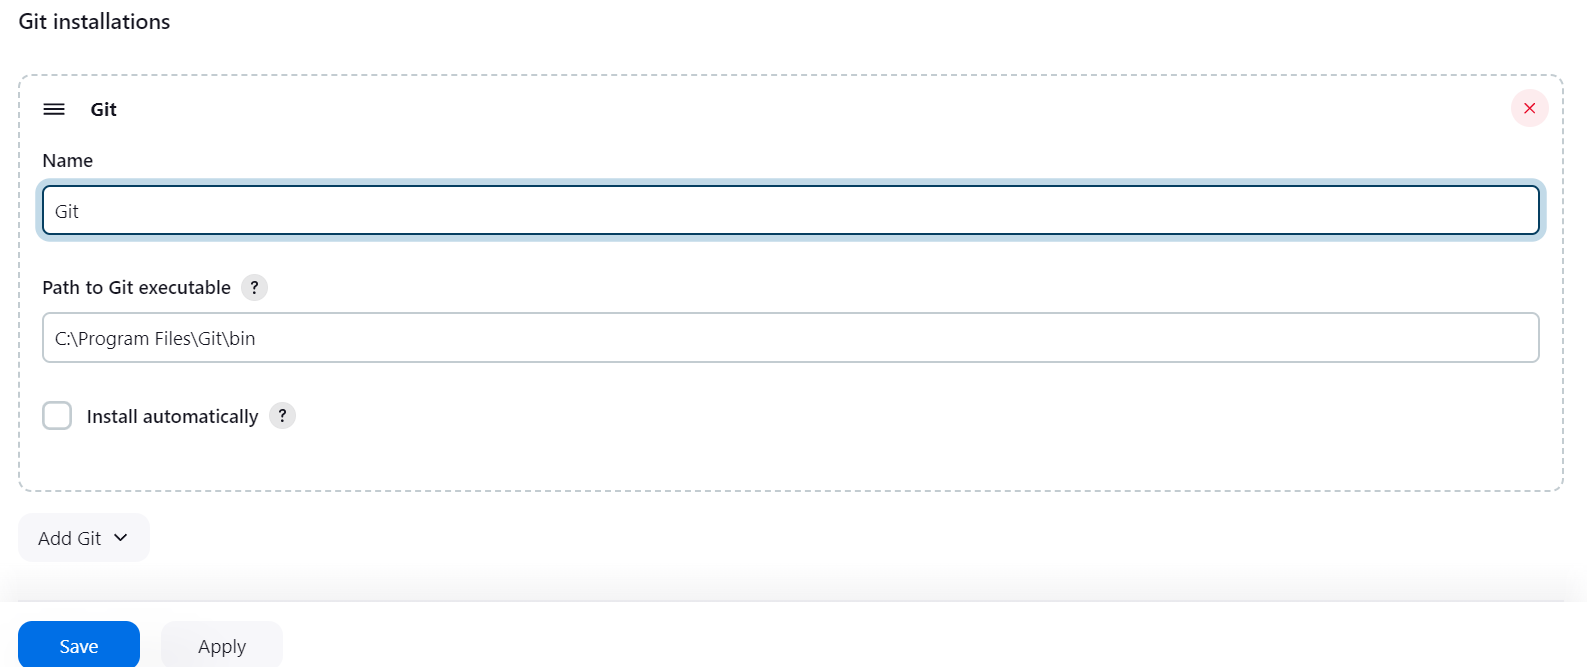 Git installations
Git
Name
Git
Path to Git executable ?
C:\Program Files\Git\bin
Install automatically ?
Add Git
Save Apply